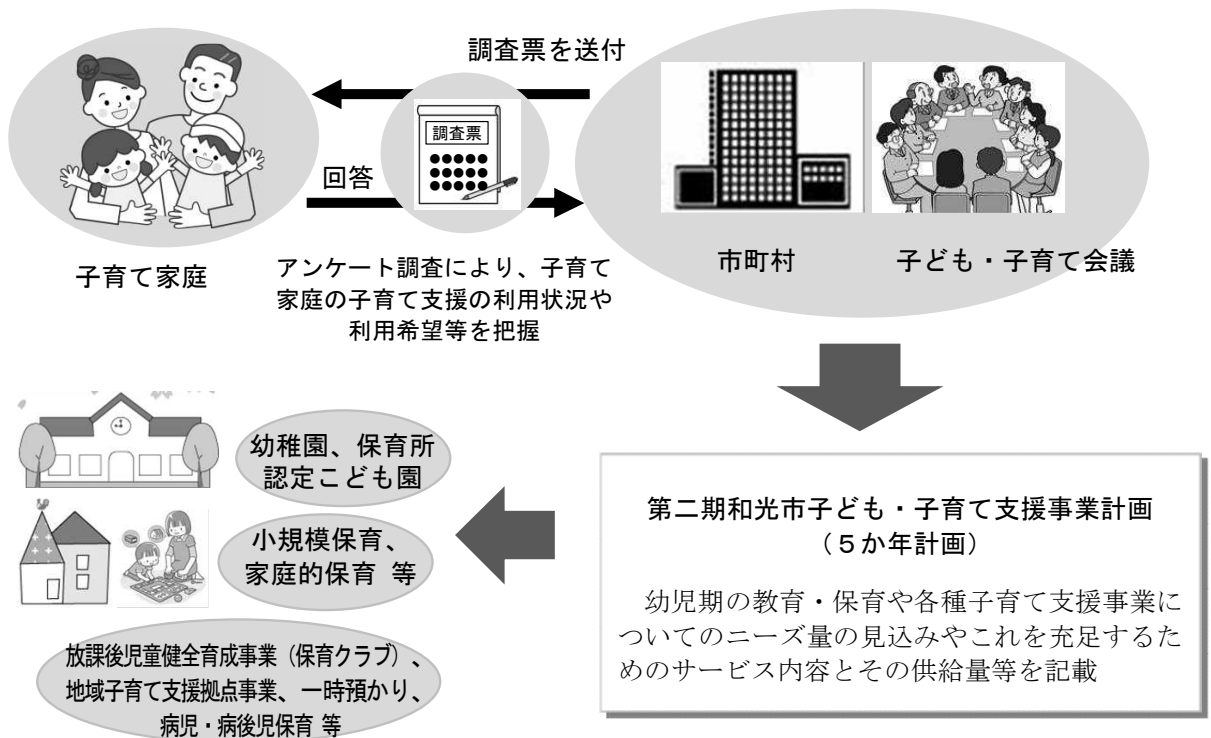 調査票を送付
調査票
回答
子育て家庭
アンケート調査により、子育て
家庭の子育て支援の利用状況や
利用希望等を把握
市町村
子ども・子育て会議
第二期和光市子ども・子育て支援事業計画
（５か年計画）
幼児期の教育・保育や各種子育て支援事業に
ついてのニーズ量の見込みやこれを充足するた
めのサービス内容とその供給量等を記載
幼稚園、保育所
認定こども園
小規模保育、
家庭的保育 等
放課後児童健全育成事業（保育クラブ）、
地域子育て支援拠点事業、一時預かり、
病児・病後児保育 等